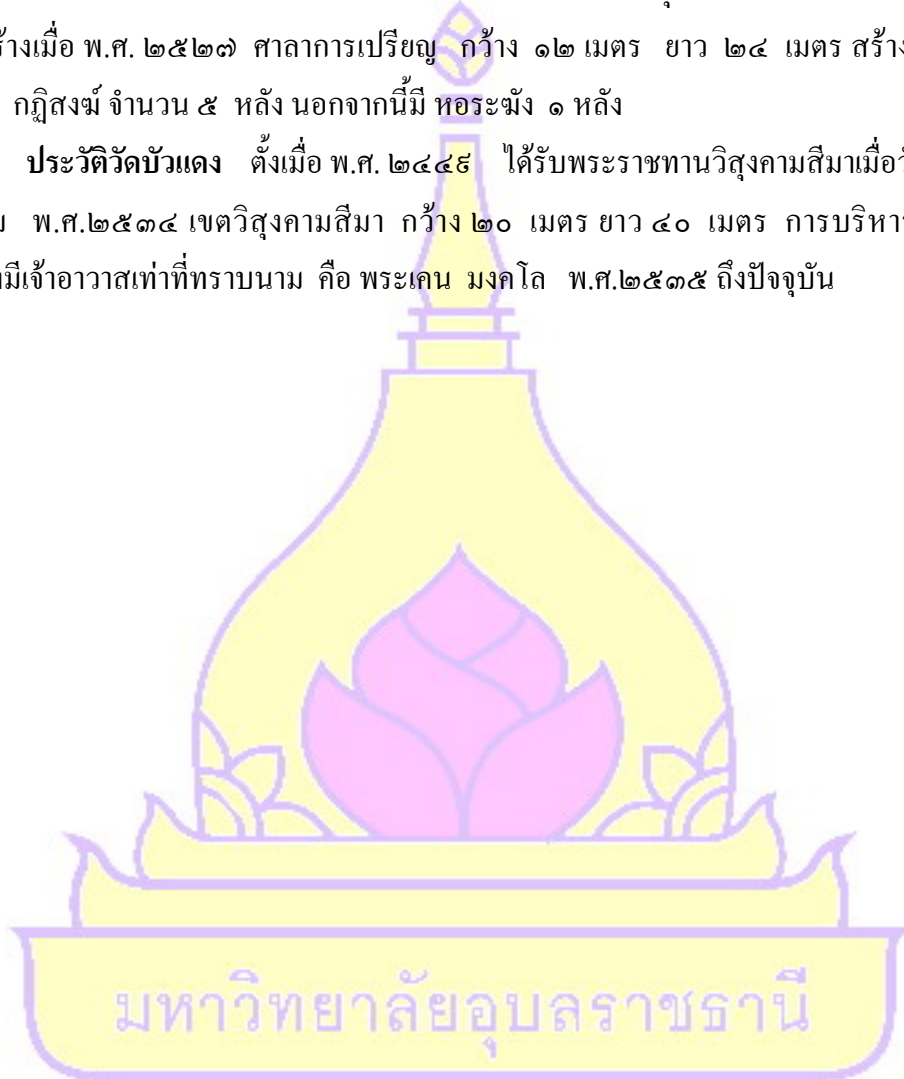 ร้างเมื่อ พ.ศ. ๒๕๒๗ ศาลาการเปรียญ กว้าง ๑๒ เมตร ยาว ๒๔ เมตร สร้าง
กุฏิสงฆ์ จำนวน ๕ หลัง นอกจากนี้มี หอระฆัง ๑ หลัง
ประวัติวัดบัวแดง ตั้งเมื่อ พ.ศ. ๒๔๔๙ ได้รับพระราชทานวิสุงคามสีมาเมื่อวั
ม พ.ศ.๒๕๓๔ เขตวิสุงคามสีมา กว้าง ๒๐ เมตร ยาว ๔๐ เมตร การบริหาร
มีเจ้าอาวาสเท่าที่ทราบนาม คือ พระเคน มงคโล พ.ศ.๒๕๓๕ ถึงปัจจุบัน
มหาวิทยาลัยอุบลราชธานี